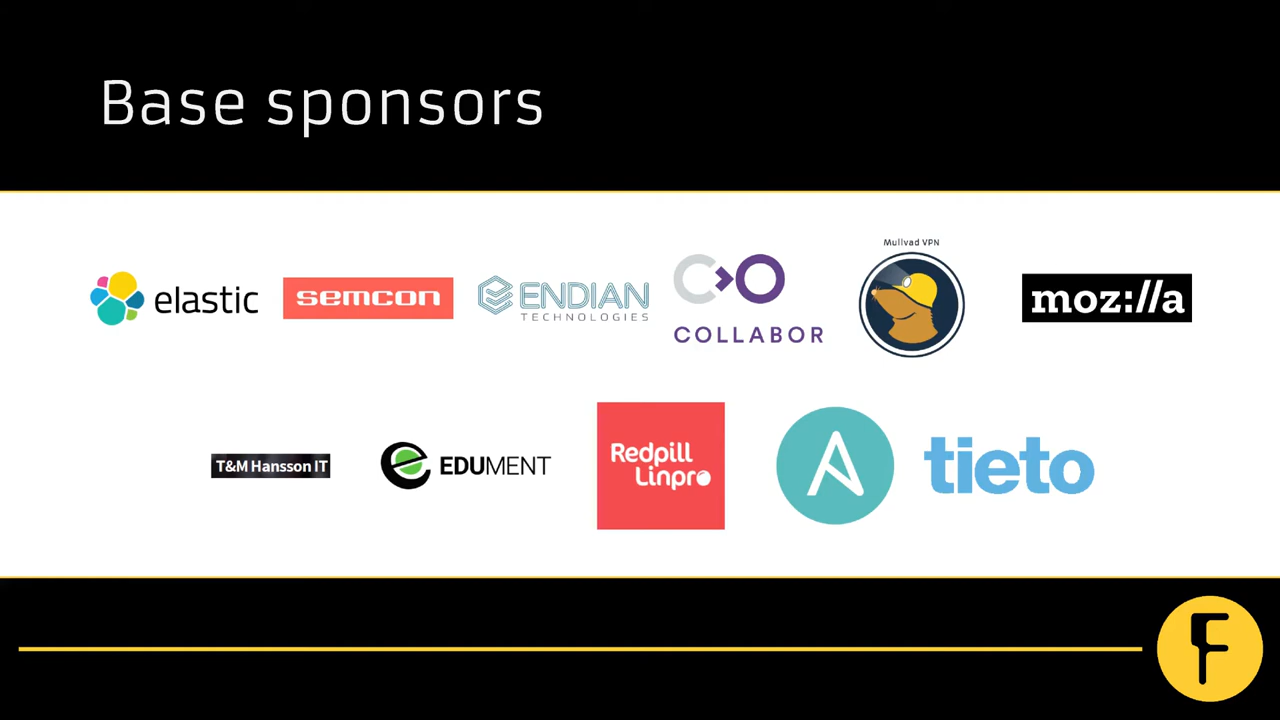 Base sponsors
elastic
semcon
ENDIAN
TECHNOLOGIES
COLLABOR
Mullvad VPN
moz://a
T&M Hansson IT
EDUMENT
Redpill
Linpro
A
tieto
F